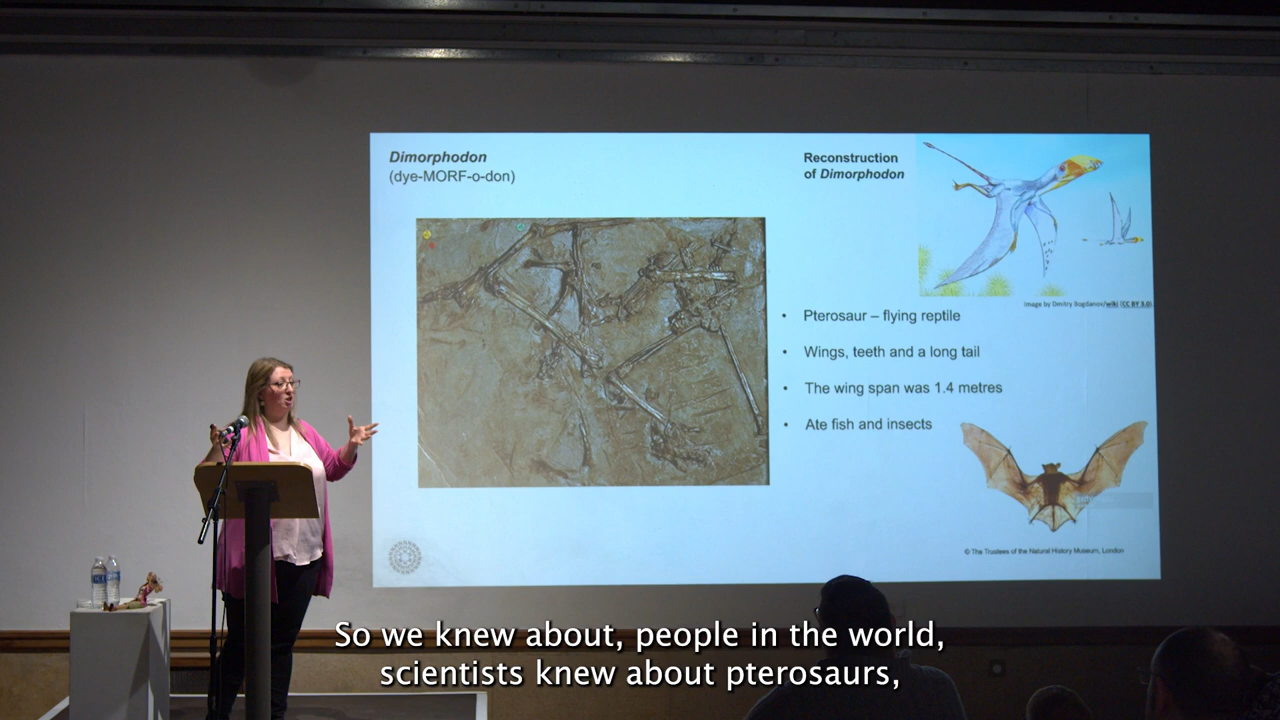 Dimorphodon
(dye-MORF-o-don)
Reconstruction
of Dimorphodon
Image by Dmitry Bogdanov/wiki (CC BY 3.0).
• Pterosaur – flying reptile
• Wings, teeth and a long tail
• The wing span was 1.4 metres
• Ate fish and insects
© The Trustees of the Natural History Museum, London
So we knew about, people in the world,
scientists knew about pterosaurs,